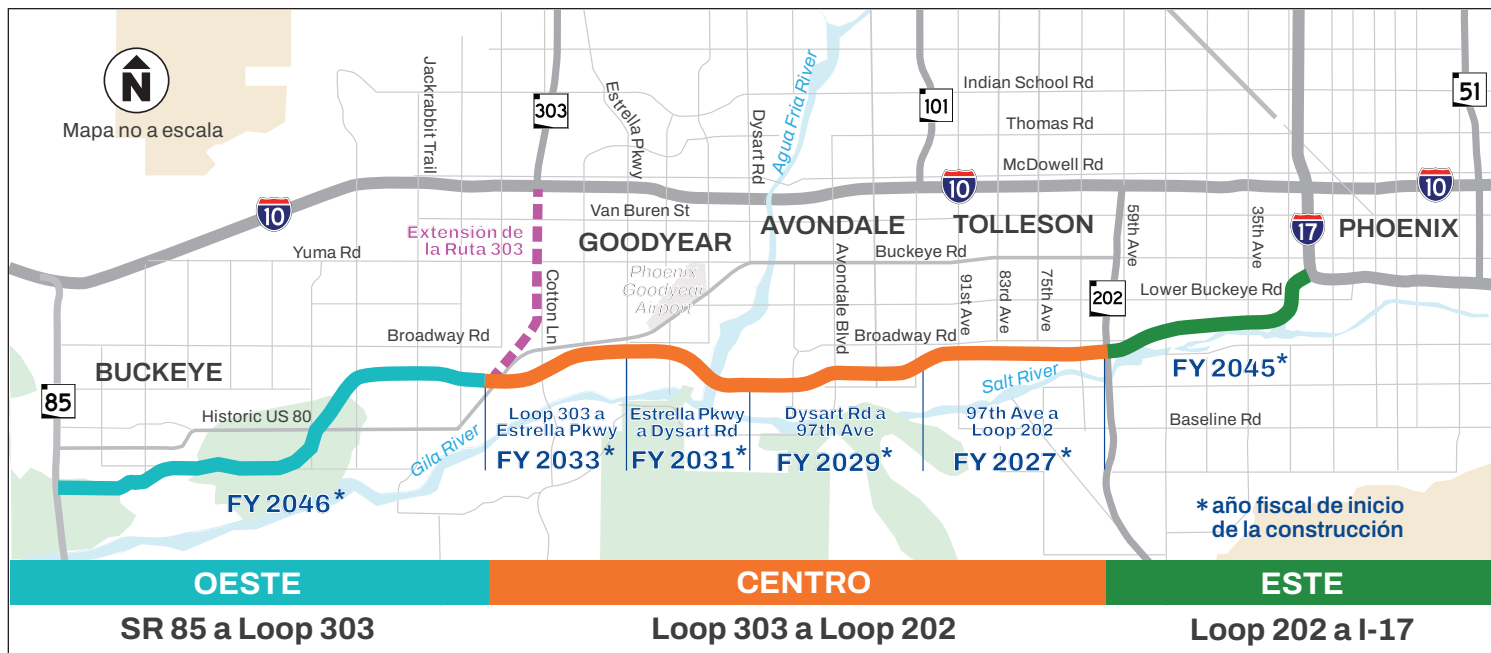 N
Mapa no a escala
Jackrabbit Trail
303
Estrella Pkwy
Dysart Rd
Agua Fria River
101
Indian School Rd
Thomas Rd
McDowell Rd
51
10
10
10
Van Buren St
Extensión de
la Ruta 303
GOODYEAR
AVONDALE
TOLLESON
59th Ave
35th Ave
17
PHOENIX
Yuma Rd
Buckeye Rd
Phoenix
Goodyear
Airport
Cotton Ln
Avondale Blvd
91st Ave
83rd Ave
75th Ave
202
Lower Buckeye Rd
Broadway Rd
Broadway Rd
BUCKEYE
85
Historic US 80
Gila River
Salt River
FY 2045*
Baseline Rd
Loop 303 a
Estrella Pkwy
FY 2033*
Estrella Pkwy
a Dysart Rd
FY 2031*
Dysart Rd a
97th Ave
FY 2029*
97th Ave a
Loop 202
FY 2027*
FY 2046*
* año fiscal de inicio
de la construcción
OESTE
CENTRO
ESTE
SR 85 a Loop 303
Loop 303 a Loop 202
Loop 202 a I-17